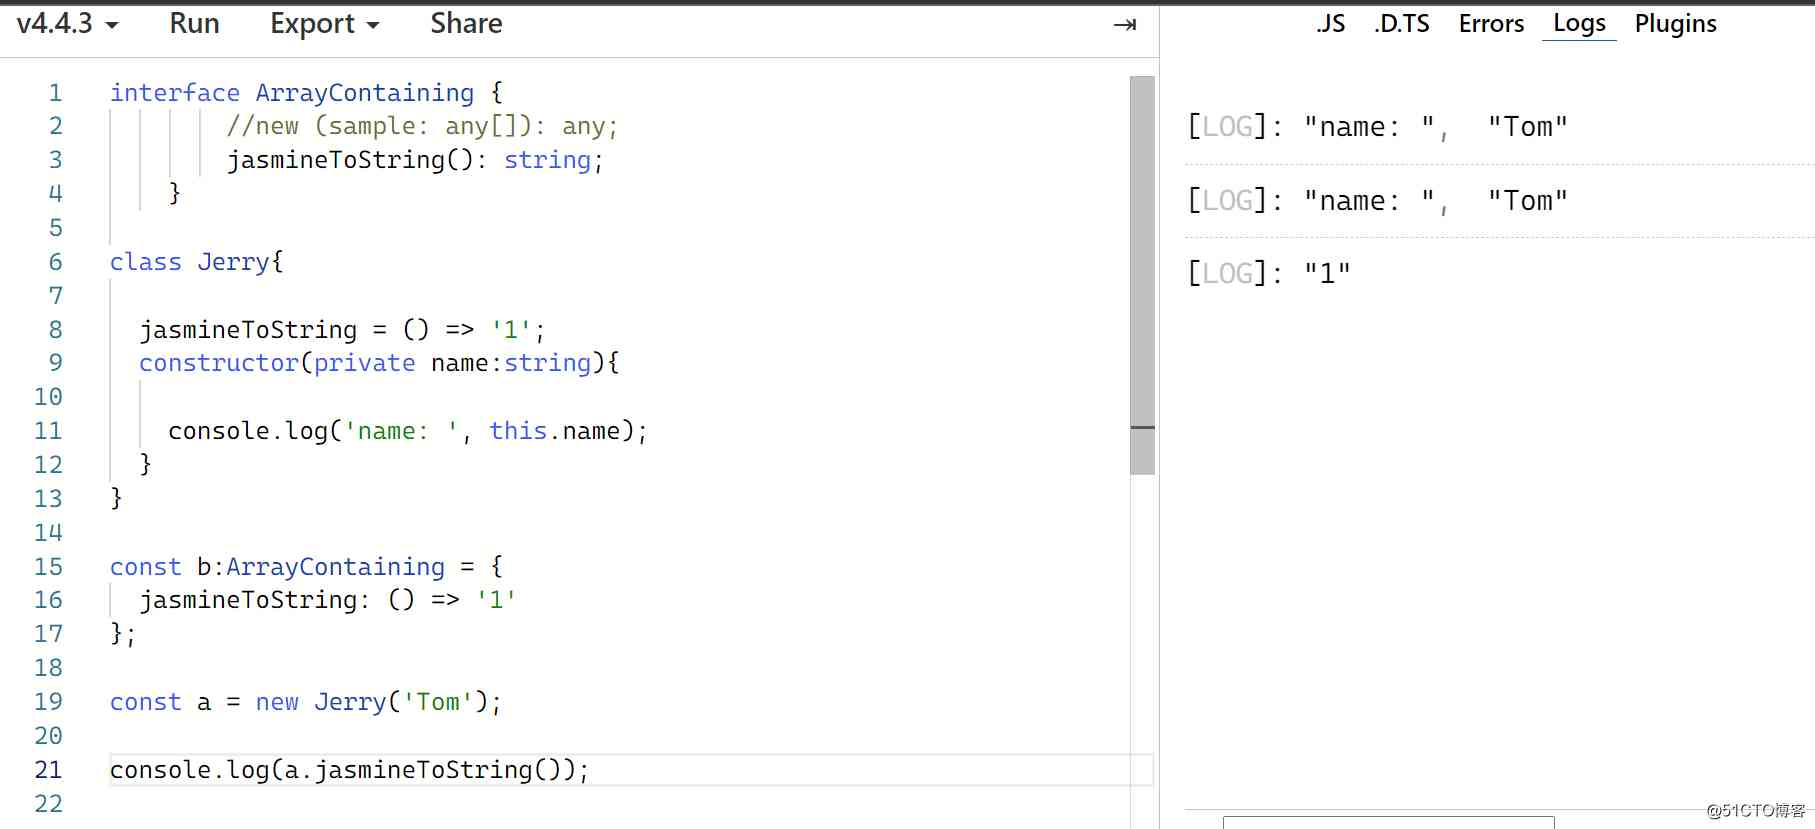 v4.4.3 Run Export Share
.JS .D.TS Errors Logs Plugins
1 interface ArrayContaining {
2 //new (sample: any[]): any;
3 jasmineToString(): string;
4 }
5
6 class Jerry{
7
8 jasmineToString = () => '1';
9 constructor(private name:string){
10
11 console.log('name: ', this.name);
12 }
13 }
14
15 const b:ArrayContaining = {
16 jasmineToString: () => '1'
17 };
18
19 const a = new Jerry('Tom');
20
21 console.log(a.jasmineToString());
22
[LOG]: "name: ",  "Tom"
[LOG]: "name: ",  "Tom"
[LOG]: "1"
@51CTO博客